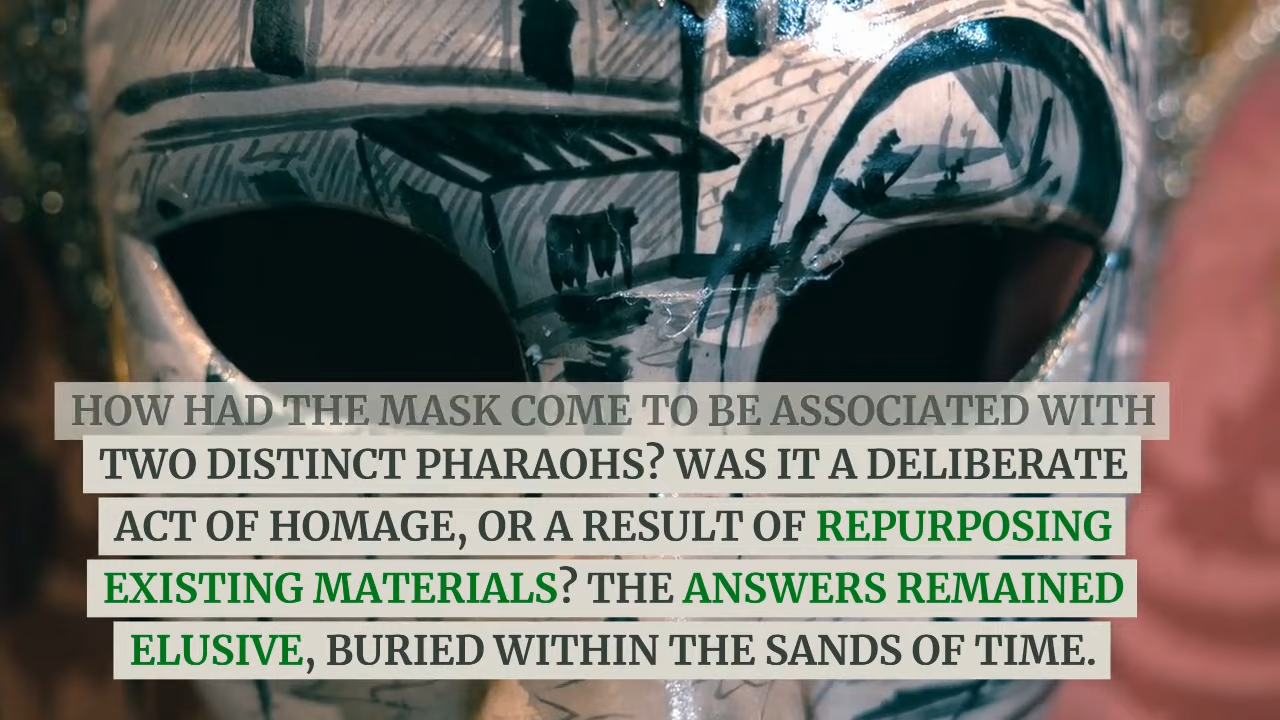 HOW HAD THE MASK COME TO BE ASSOCIATED WITH
TWO DISTINCT PHARAOHS? WAS IT A DELIBERATE
ACT OF HOMAGE, OR A RESULT OF REPURPOSING
EXISTING MATERIALS? THE ANSWERS REMAINED
ELUSIVE, BURIED WITHIN THE SANDS OF TIME.